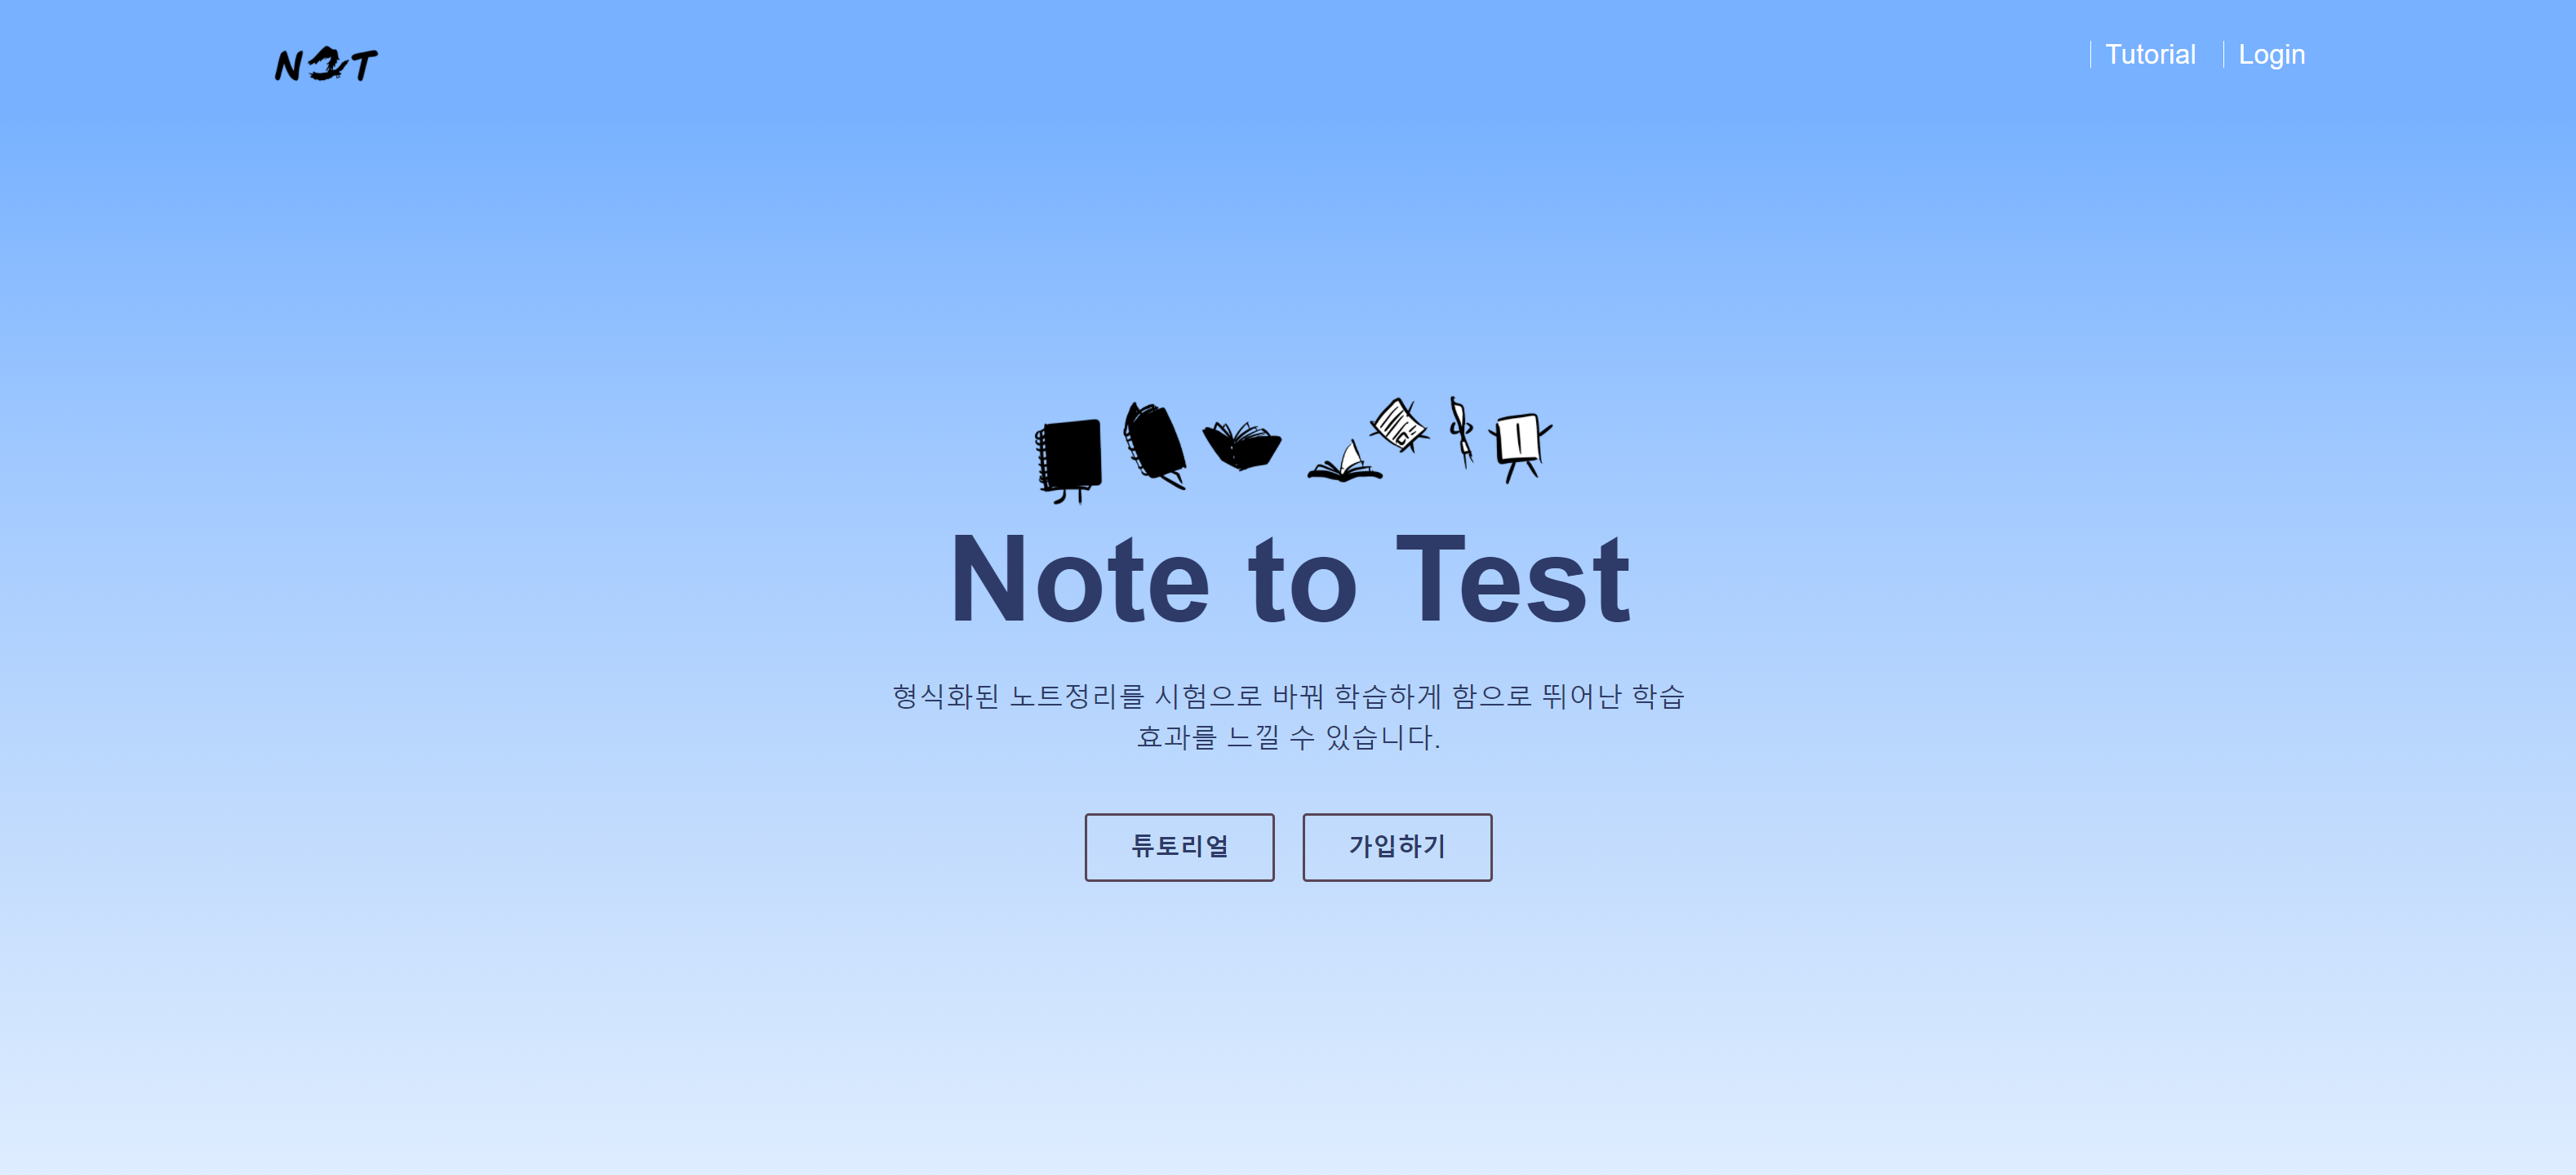 N2T
Tutorial
Login
Note to Test
형식화된 노트정리를 시험으로 바꿔 학습하게 함으로 뛰어난 학습
효과를 느낄 수 있습니다.
튜토리얼
가입하기